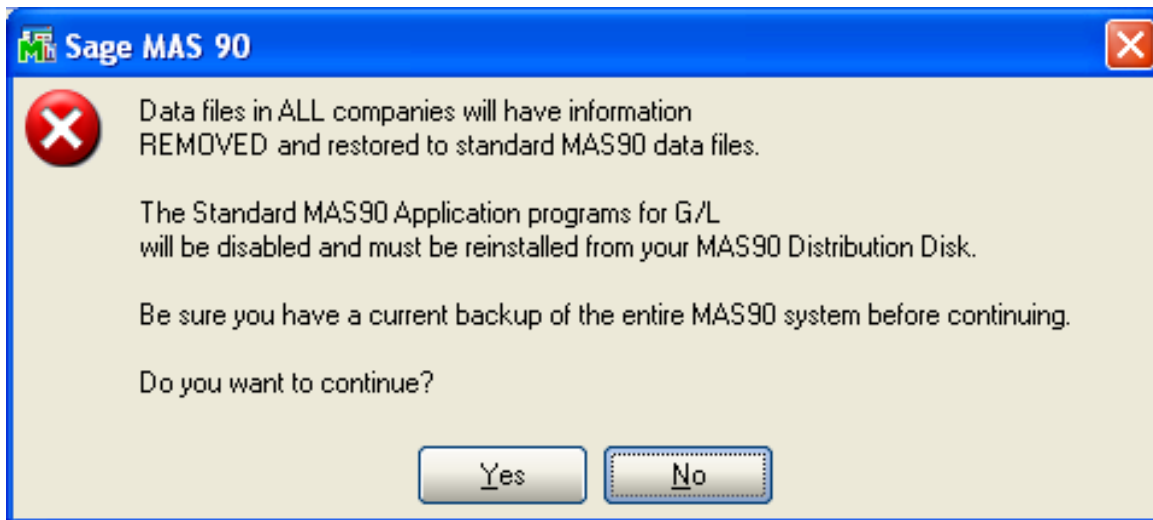 Sage MAS 90
Data files in ALL companies will have information
REMOVED and restored to standard MAS90 data files.
The Standard MAS90 Application programs for G/L
will be disabled and must be reinstalled from your MAS90 Distribution Disk.
Be sure you have a current backup of the entire MAS90 system before continuing.
Do you want to continue?
Yes
No